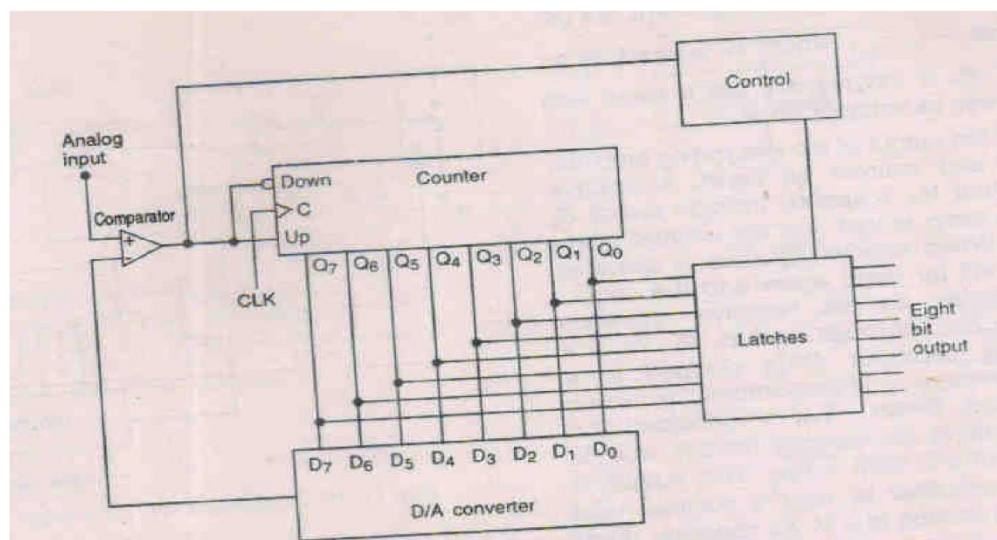 Control
Analog
input
Down
Counter
Comparator
+
-
C
Up
Q7 Q6 Q5 Q4 Q3 Q2 Q1 Q0
CLK
Latches
Eight
bit
output
D7 D6 D5 D4 D3 D2 D1 D0
D/A converter